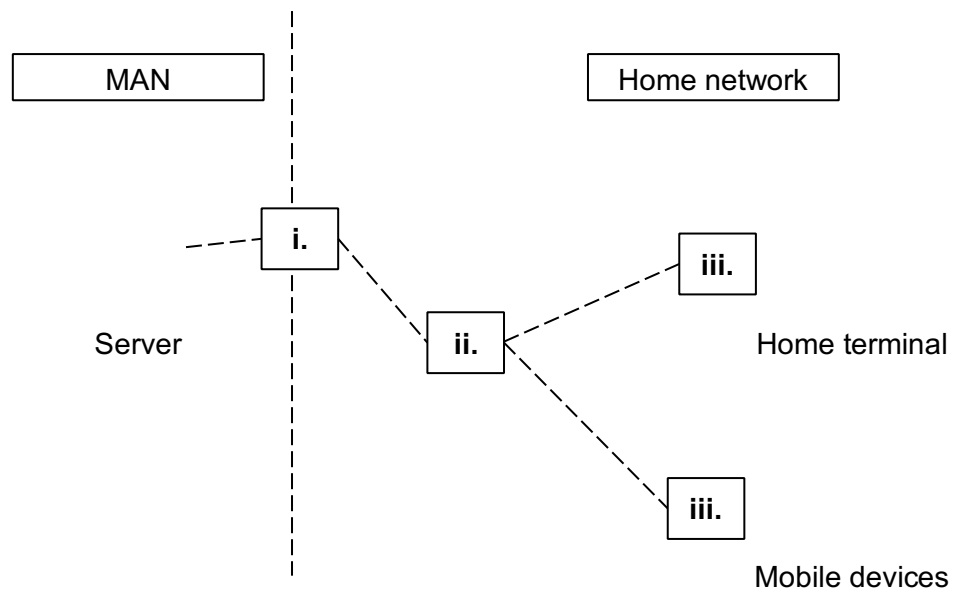 MAN
Home network
i.
iii.
ii.
Server
Home terminal
iii.
Mobile devices